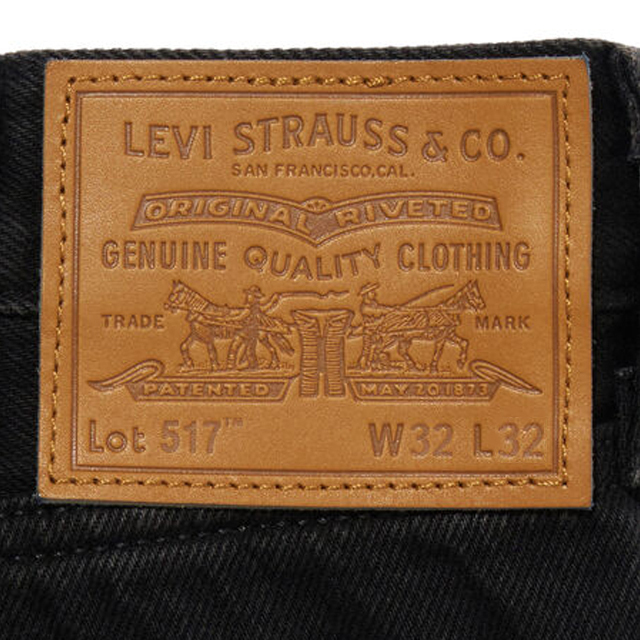 LEVI STRAUSS & CO.
SAN FRANCISCO, CAL.
ORIGINAL RIVETED
GENUINE QUALITY CLOTHING
TRADE MARK
PATENTED MAY 20 1873
Lot 517™ W32 L32